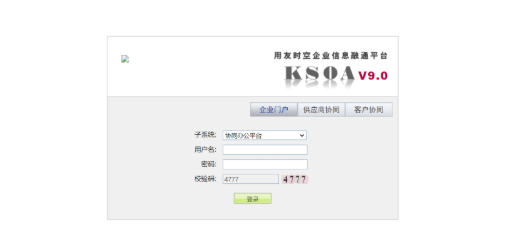 用友时空企业信息融通平台
KSOA V9.0
企业门户 供应商协同 客户协同
子系统: 协同办公平台
用户名:
密码:
校验码: 4777 4777
登录